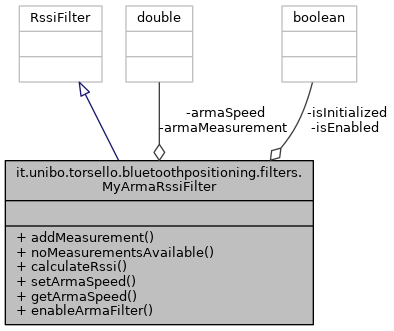 RssiFilter
double
boolean
-armaSpeed
-armaMeasurement
-isInitialized
-isEnabled
it.unibo.torsello.bluetoothpositioning.filters.
MyArmaRssiFilter
+ addMeasurement()
+ noMeasurementsAvailable()
+ calculateRssi()
+ setArmaSpeed()
+ getArmaSpeed()
+ enableArmaFilter()